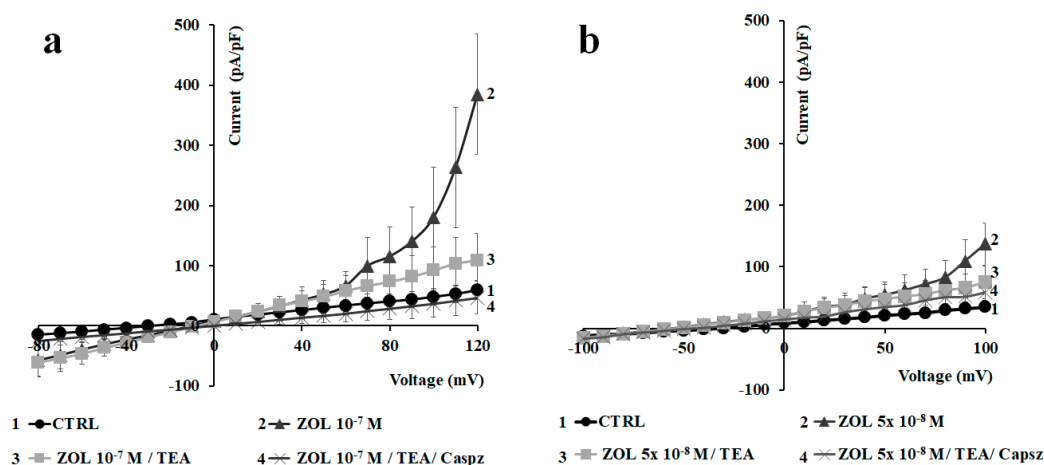 a
500
400
300
200
100
0
-100
-80
-40
40
80
120
Current (pA/pF)
Voltage (mV)
2
3
1
4
1 CTRL
2 ZOL 10⁻⁷ M
3 ZOL 10⁻⁷ M / TEA
4 ZOL 10⁻⁷ M / TEA/ Caspz
b
500
400
300
200
100
0
-100
-100
-50
0
50
100
Current (pA/pF)
Voltage (mV)
2
3
4
1
1 CTRL
2 ZOL 5x 10⁻⁸ M
3 ZOL 5x 10⁻⁸ M/ TEA
4 ZOL 5x 10⁻⁸ M/ TEA/ Caspz